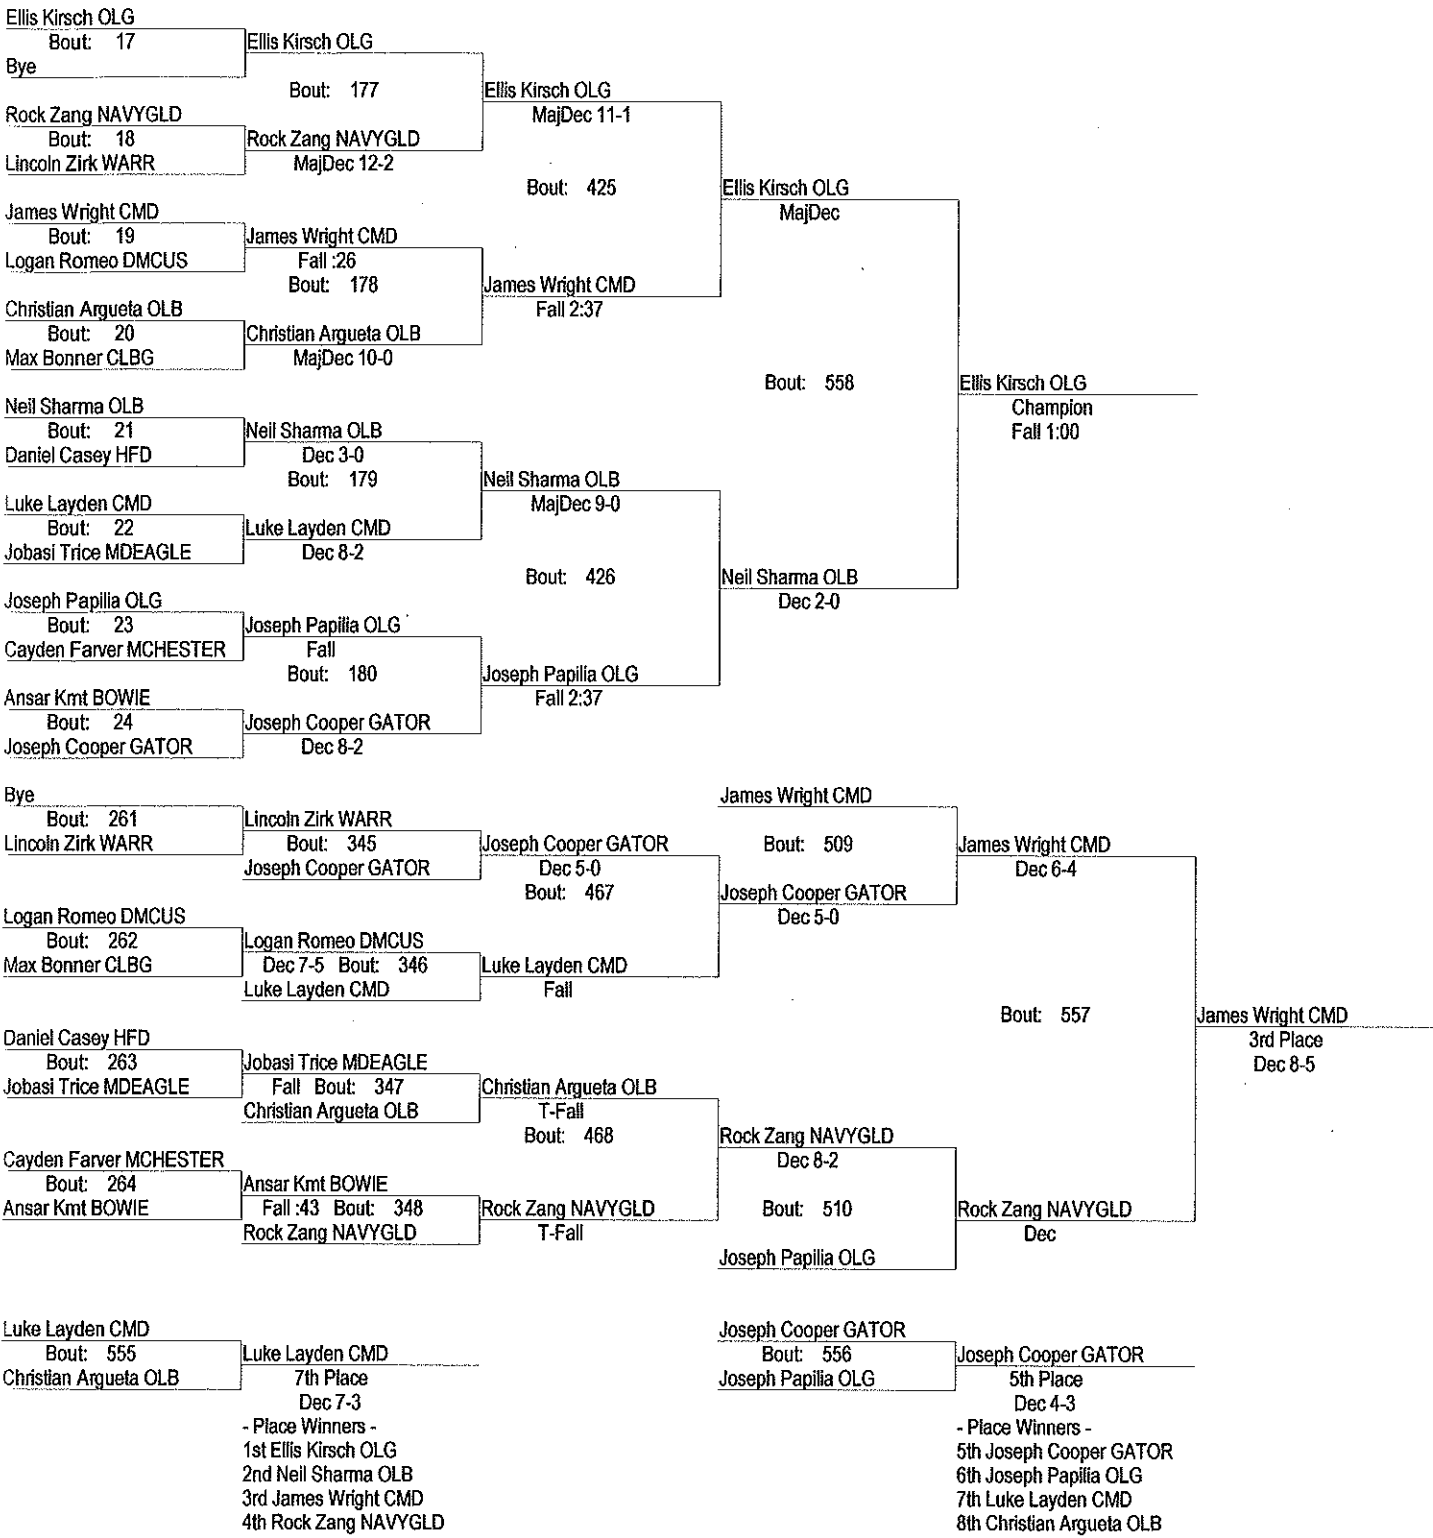 Ellis Kirsch OLG
Bout: 17
Bye
Ellis Kirsch OLG
Bout: 177
Rock Zang NAVYGLD
Bout: 18
Lincoln Zirk WARR
Rock Zang NAVYGLD
MajDec 12-2
Ellis Kirsch OLG
MajDec 11-1
Bout: 425
James Wright CMD
Bout: 19
Logan Romeo DMCUS
James Wright CMD
Fall :26
Bout: 178
Christian Argueta OLB
Bout: 20
Max Bonner CLBG
Christian Argueta OLB
MajDec 10-0
James Wright CMD
Fall 2:37
Ellis Kirsch OLG
MajDec
Bout: 558
Neil Sharma OLB
Bout: 21
Daniel Casey HFD
Neil Sharma OLB
Dec 3-0
Bout: 179
Luke Layden CMD
Bout: 22
Jobasi Trice MDEAGLE
Luke Layden CMD
Dec 8-2
Neil Sharma OLB
MajDec 9-0
Bout: 426
Joseph Papilia OLG
Bout: 23
Cayden Farver MCHESTER
Joseph Papilia OLG
Fall
Bout: 180
Ansar Kmt BOWIE
Bout: 24
Joseph Cooper GATOR
Joseph Cooper GATOR
Dec 8-2
Joseph Papilia OLG
Fall 2:37
Neil Sharma OLB
Dec 2-0
Ellis Kirsch OLG
Champion
Fall 1:00
Bye
Bout: 261
Lincoln Zirk WARR
Lincoln Zirk WARR
Bout: 345
Joseph Cooper GATOR
Joseph Cooper GATOR
Dec 5-0
Bout: 467
Logan Romeo DMCUS
Bout: 262
Max Bonner CLBG
Logan Romeo DMCUS
Dec 7-5 Bout: 346
Luke Layden CMD
Luke Layden CMD
Fall
James Wright CMD
Bout: 509
Joseph Cooper GATOR
Dec 5-0
James Wright CMD
Dec 6-4
Bout: 557
Daniel Casey HFD
Bout: 263
Jobasi Trice MDEAGLE
Jobasi Trice MDEAGLE
Fall Bout: 347
Christian Argueta OLB
Christian Argueta OLB
T-Fall
Bout: 468
Cayden Farver MCHESTER
Bout: 264
Ansar Kmt BOWIE
Ansar Kmt BOWIE
Fall :43 Bout: 348
Rock Zang NAVYGLD
Rock Zang NAVYGLD
T-Fall
Rock Zang NAVYGLD
Dec 8-2
Bout: 510
Joseph Papilia OLG
Rock Zang NAVYGLD
Dec
James Wright CMD
3rd Place
Dec 8-5
Luke Layden CMD
Bout: 555
Christian Argueta OLB
Luke Layden CMD
7th Place
Dec 7-3
- Place Winners -
1st Ellis Kirsch OLG
2nd Neil Sharma OLB
3rd James Wright CMD
4th Rock Zang NAVYGLD
Joseph Cooper GATOR
Bout: 556
Joseph Papilia OLG
Joseph Cooper GATOR
5th Place
Dec 4-3
- Place Winners -
5th Joseph Cooper GATOR
6th Joseph Papilia OLG
7th Luke Layden CMD
8th Christian Argueta OLB